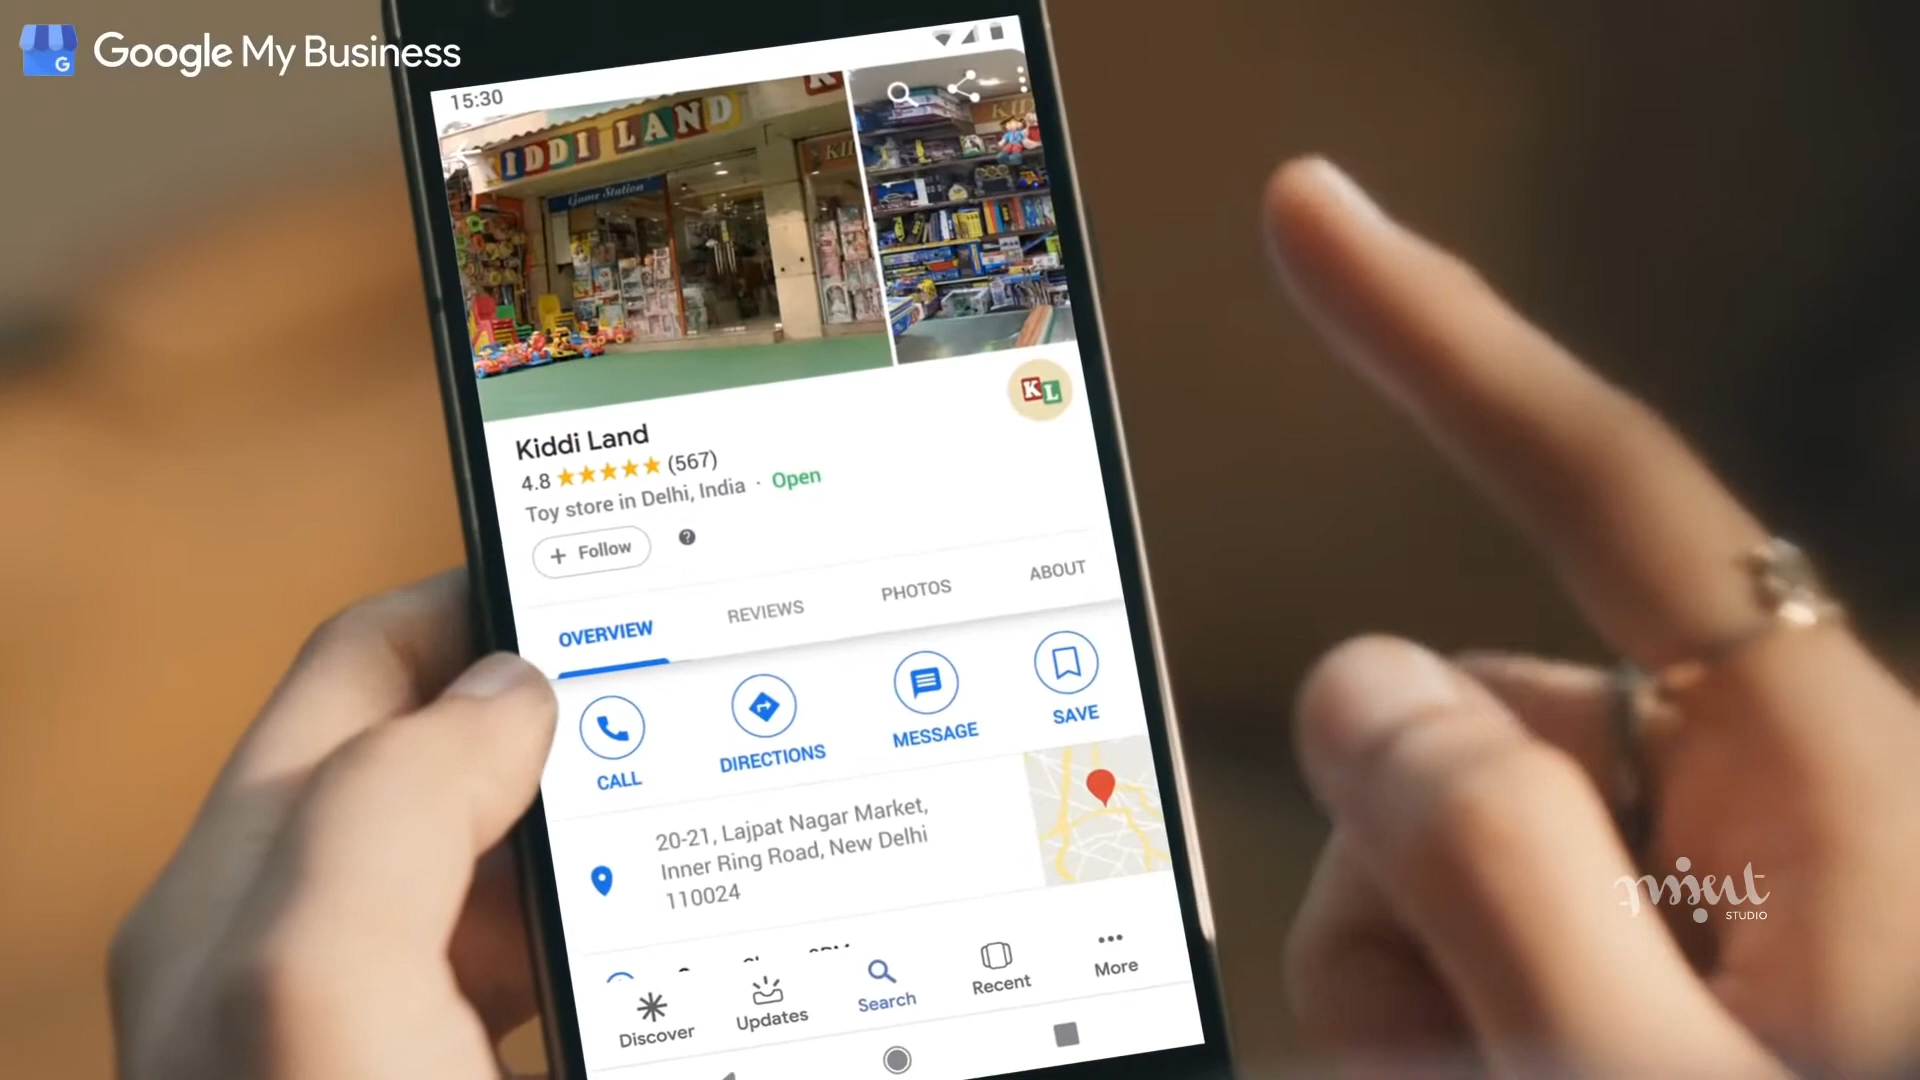 Google My Business
15:30
KIDDI LAND
Game Station
KL
Kiddi Land
4.8 (567)
Toy store in Delhi, India · Open
+ Follow
?
OVERVIEW
REVIEWS
PHOTOS
ABOUT
CALL
DIRECTIONS
MESSAGE
SAVE
20-21, Lajpat Nagar Market,
Inner Ring Road, New Delhi
110024
Discover
Updates
Search
Recent
More
STUDIO